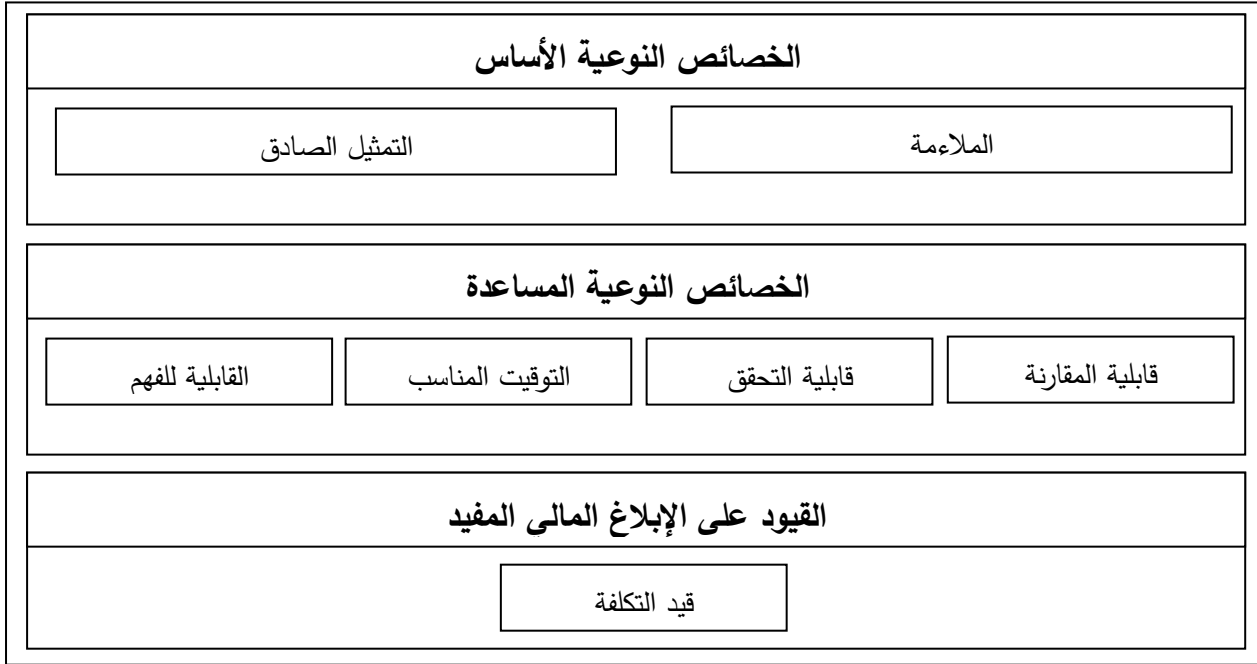 الخصائص النوعية الأساس
الملاءمة
التمثيل الصادق
الخصائص النوعية المساعدة
قابلية المقارنة
قابلية التحقق
التوقيت المناسب
القابلية للفهم
القيود على الإبلاغ المالي المفيد
قيد التكلفة